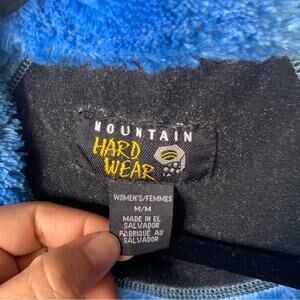 MOUNTAIN
HARD
WEAR
WOMEN'S/FEMMES
M/M
MADE IN EL
SALVADOR
FABRIQUÉ AU
SALVADOR